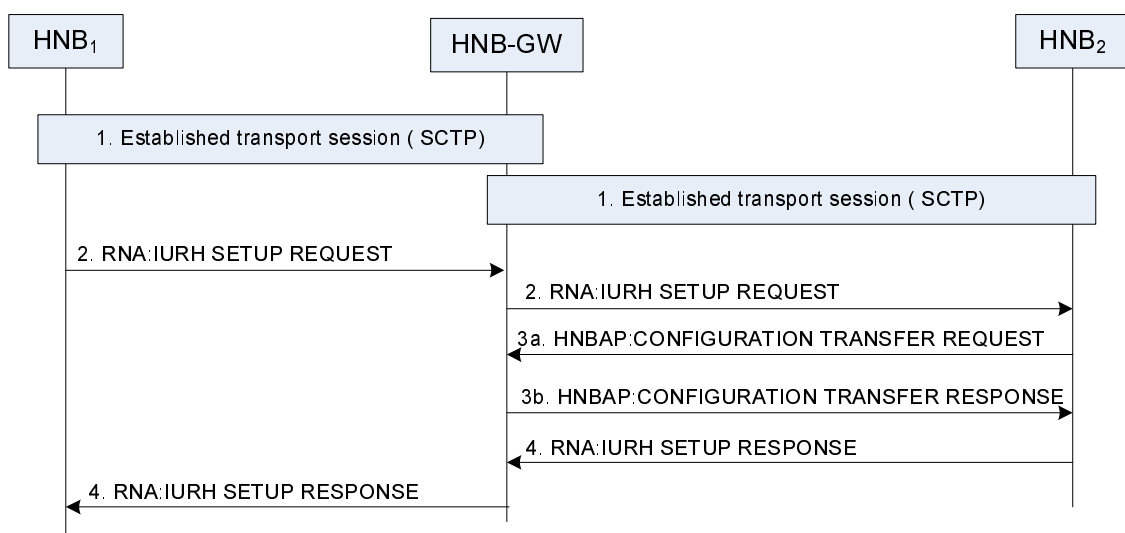 HNB₁
HNB-GW
HNB₂
1. Established transport session ( SCTP)
1. Established transport session ( SCTP)
2. RNA:IURH SETUP REQUEST
2. RNA:IURH SETUP REQUEST
3a. HNBAP:CONFIGURATION TRANSFER REQUEST
3b. HNBAP:CONFIGURATION TRANSFER RESPONSE
4. RNA:IURH SETUP RESPONSE
4. RNA:IURH SETUP RESPONSE